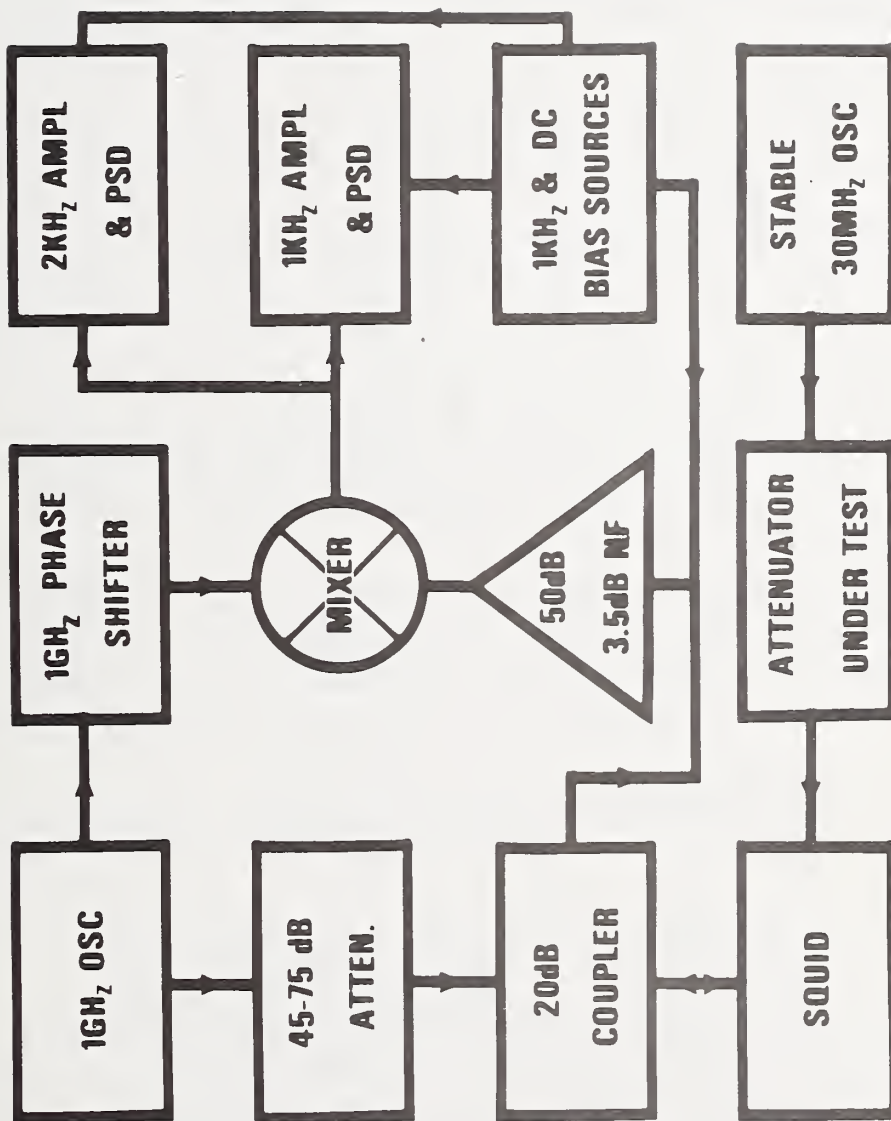 1GHz OSC
1GHz PHASE
SHIFTER
2KHz AMPL
& PSD
45-75 dB
ATTEN.
MIXER
1KHz AMPL
& PSD
20dB
COUPLER
50dB
3.5dB NF
1KHz & DC
BIAS SOURCES
SQUID
ATTENUATOR
UNDER TEST
STABLE
30MHz OSC